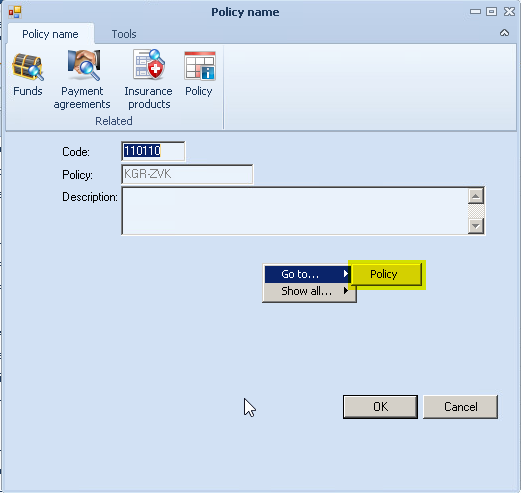 Policy name
Policy name Tools
Funds Payment agreements Insurance products Policy
Related
Code: 110110
Policy: KGR-ZVK
Description:
Go to... Policy
Show all...
OK Cancel